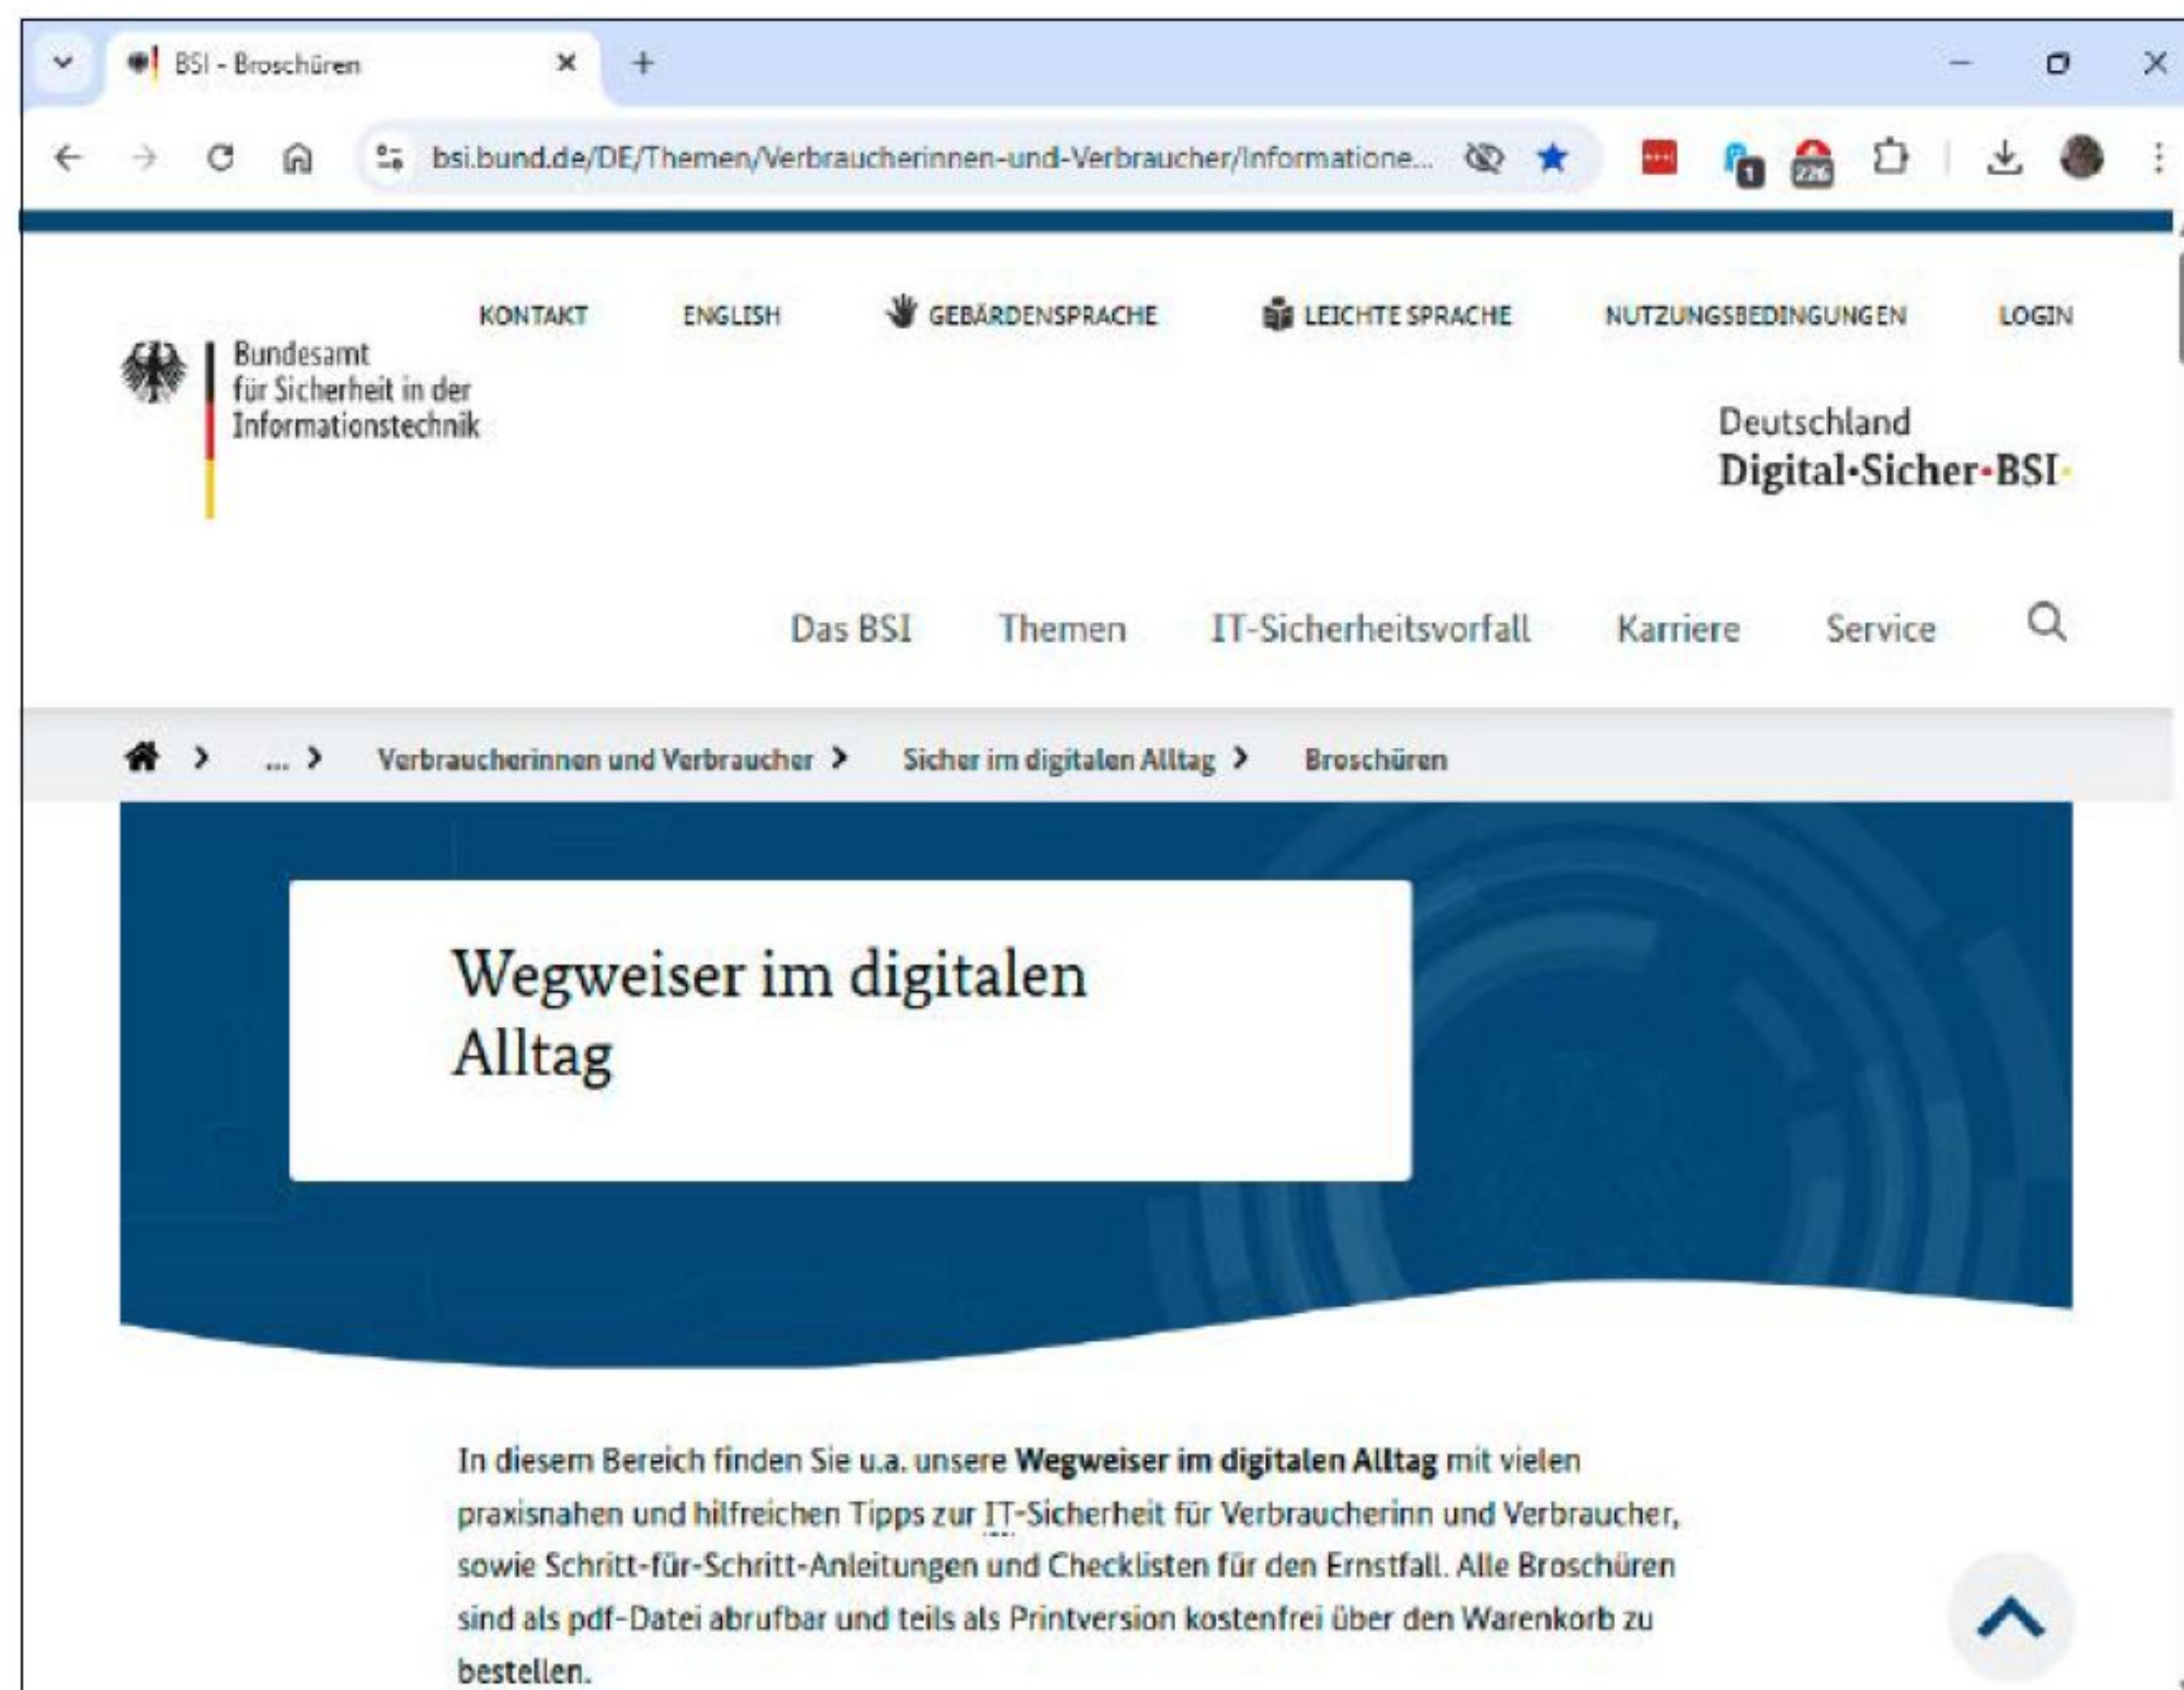 BSI - Broschüren
bsi.bund.de/DE/Themen/Verbraucherinnen-und-Verbraucher/Informatione...
1
226
KONTAKT ENGLISH GEBÄRDENSPRACHE LEICHTE SPRACHE NUTZUNGSBEDINGUNGEN LOGIN
Bundesamt
für Sicherheit in der
Informationstechnik
Deutschland
Digital•Sicher•BSI•
Das BSI Themen IT-Sicherheitsvorfall Karriere Service
... Verbraucherinnen und Verbraucher Sicher im digitalen Alltag Broschüren
Wegweiser im digitalen
Alltag
In diesem Bereich finden Sie u.a. unsere Wegweiser im digitalen Alltag mit vielen
praxisnahen und hilfreichen Tipps zur IT-Sicherheit für Verbraucherinn und Verbraucher,
sowie Schritt-für-Schritt-Anleitungen und Checklisten für den Ernstfall. Alle Broschüren
sind als pdf-Datei abrufbar und teils als Printversion kostenfrei über den Warenkorb zu
bestellen.